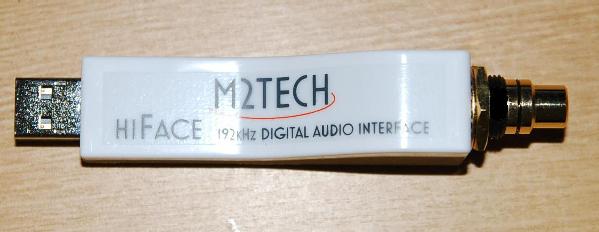 M2TECH
HIFACE 192KHZ DIGITAL AUDIO INTERFACE